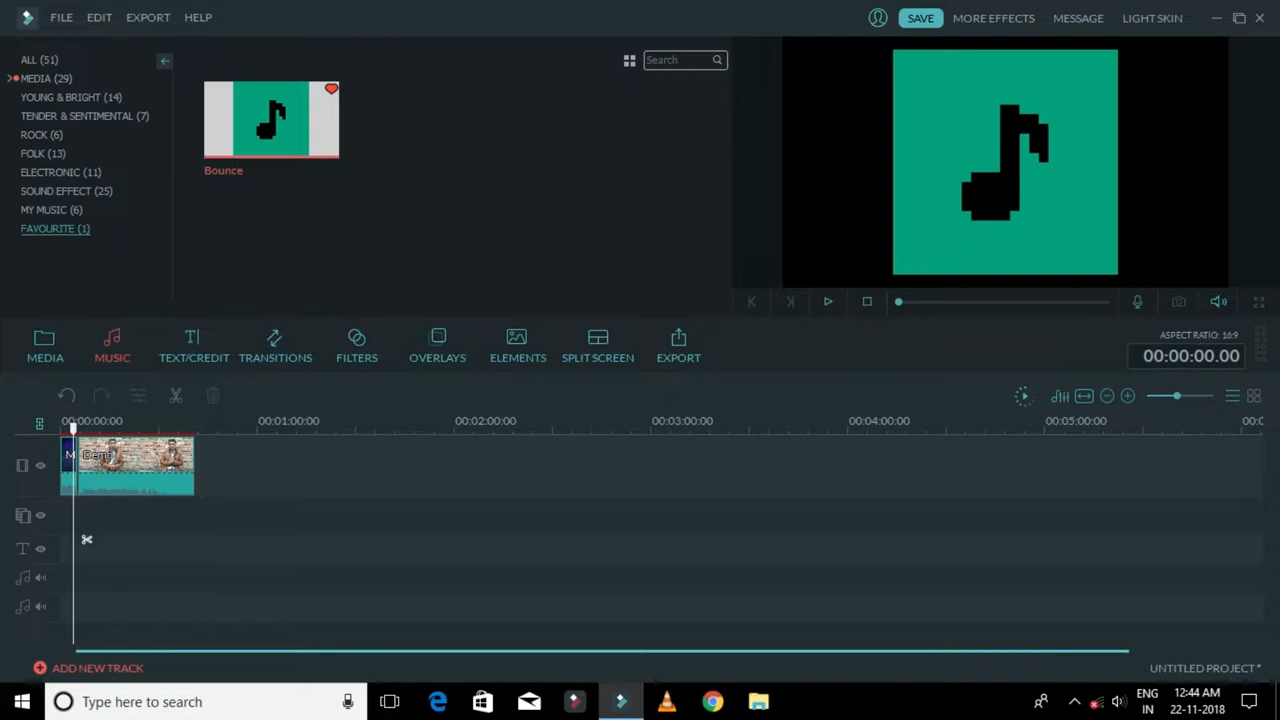 FILE EDIT EXPORT HELP
SAVE MORE EFFECTS MESSAGE LIGHT SKIN
ALL (51)
MEDIA (29)
YOUNG & BRIGHT (14)
TENDER & SENTIMENTAL (7)
ROCK (6)
FOLK (13)
ELECTRONIC (11)
SOUND EFFECT (25)
MY MUSIC (6)
FAVOURITE (1)
Search
Bounce
MEDIA MUSIC TEXT/CREDIT TRANSITIONS FILTERS OVERLAYS ELEMENTS SPLIT SCREEN EXPORT
ASPECT RATIO: 16:9
00:00:00.00
00:00:00:00 00:01:00:00 00:02:00:00 00:03:00:00 00:04:00:00 00:05:00:00
M Demo
ADD NEW TRACK
UNTITLED PROJECT *
Type here to search
ENG
IN
12:44 AM
22-11-2018